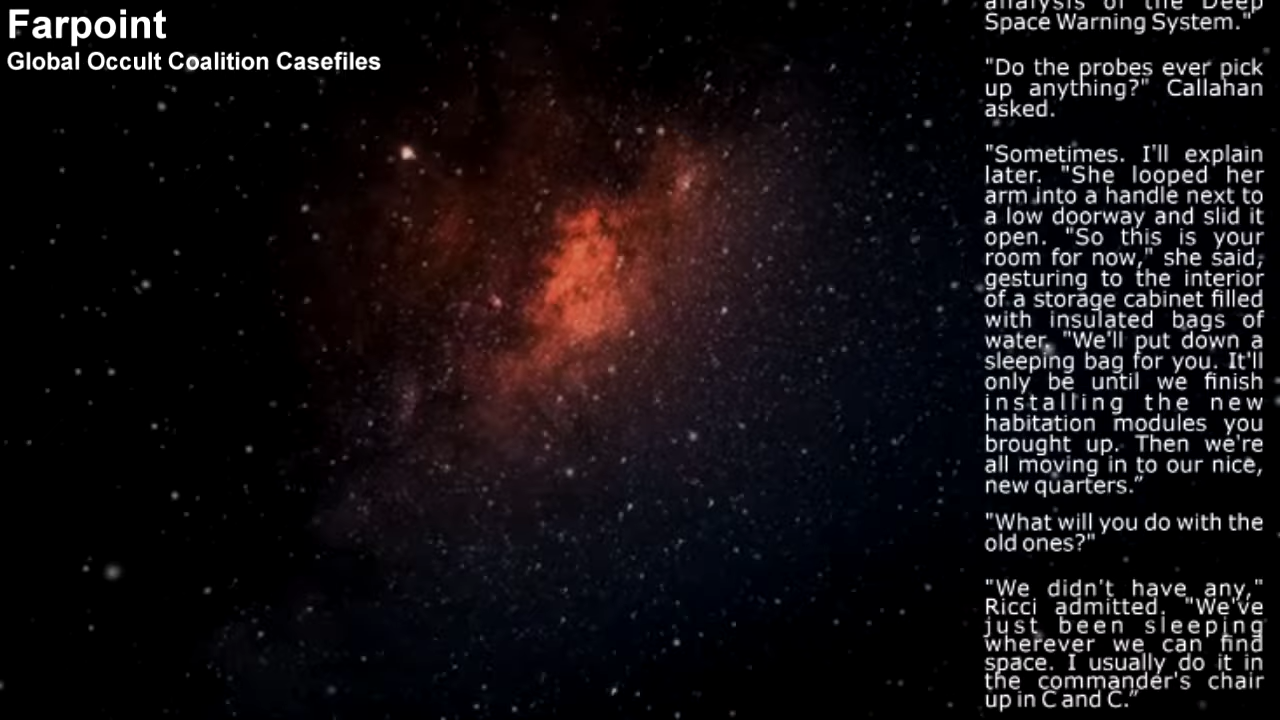 Farpoint
Global Occult Coalition Casefiles
analysis of the Deep
Space Warning System."
"Do the probes ever pick
up anything?" Callahan
asked.
"Sometimes. I'll explain
later. "She looped her
arm into a handle next to
a low doorway and slid it
open. "So this is your
room for now," she said,
gesturing to the interior
of a storage cabinet filled
with insulated bags of
water. "We'll put down a
sleeping bag for you. It'll
only be until we finish
installing the new
habitation modules you
brought up. Then we're
all moving in to our nice,
new quarters.”
"What will you do with the
old ones?"
"We didn't have any,"
Ricci admitted. "We've
just been sleeping
wherever we can find
space. I usually do it in
the commander's chair
up in C and C.”